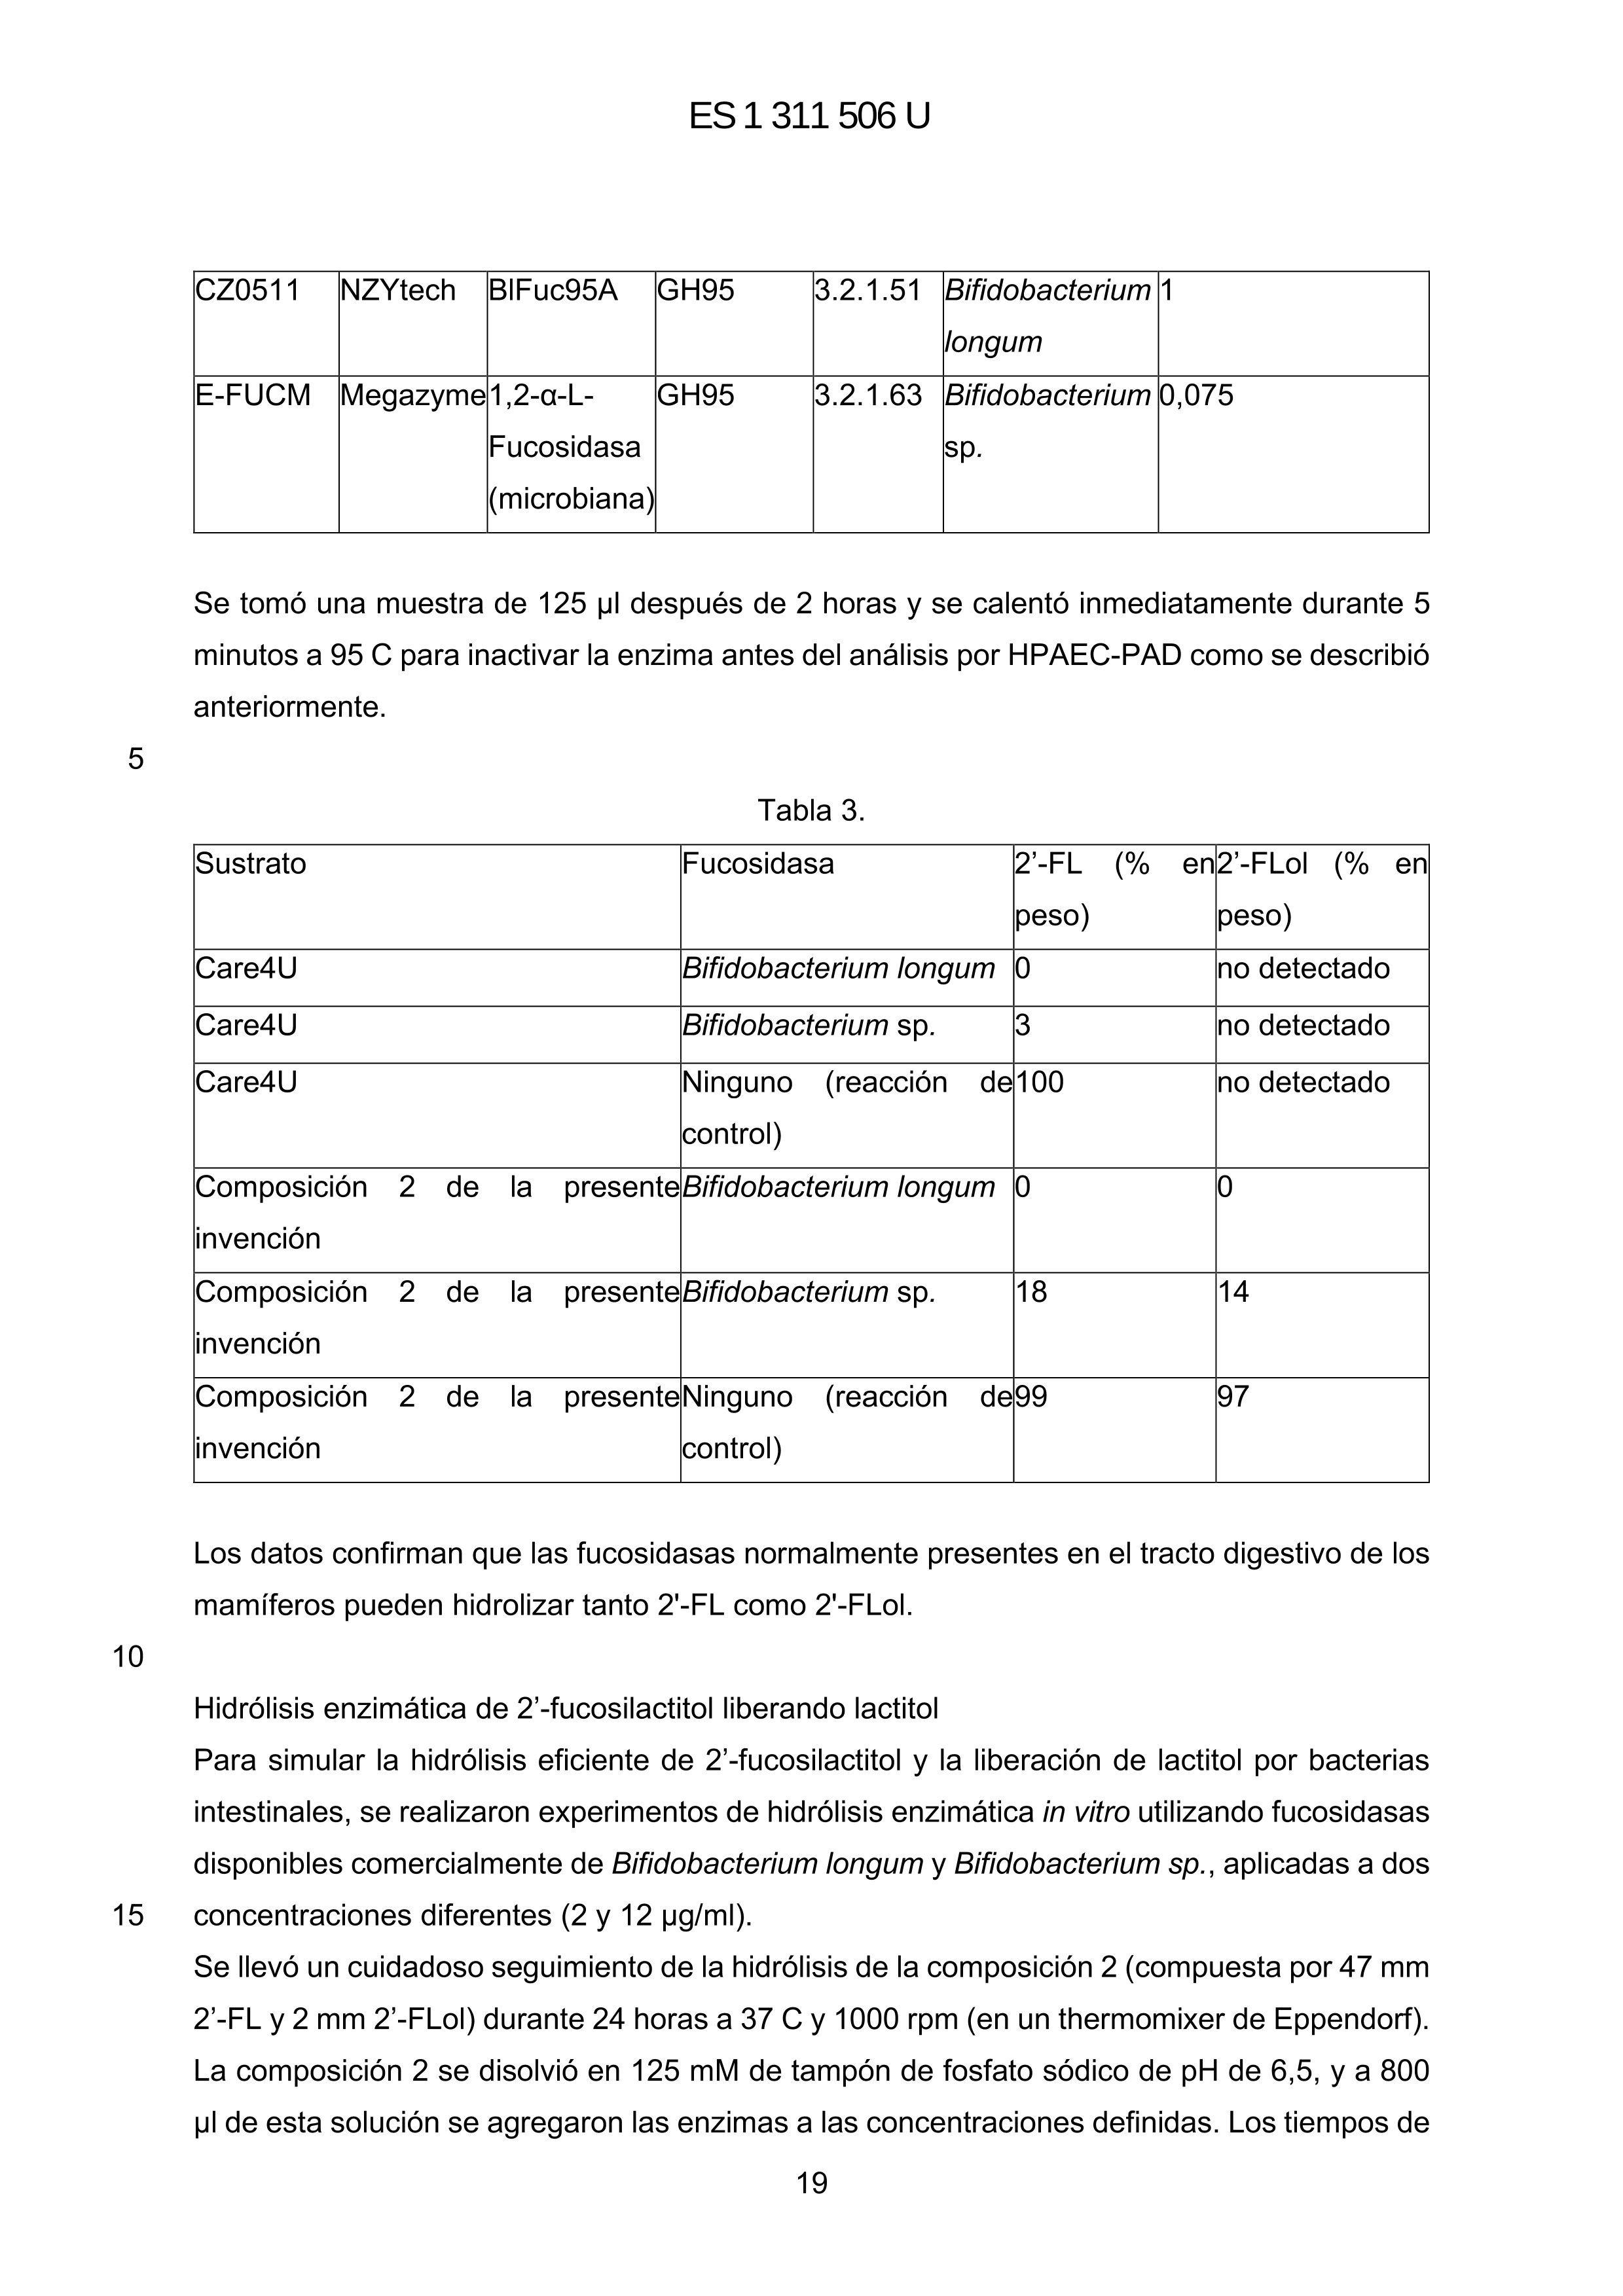 ES 1 311 506 U
CZ0511 NZYtech BlFuc95A GH95 3.2.1.51 Bifidobacterium 1
longum
E-FUCM Megazyme 1,2-α-L- GH95 3.2.1.63 Bifidobacterium 0,075
Fucosidasa sp.
(microbiana)
Se tomó una muestra de 125 µl después de 2 horas y se calentó inmediatamente durante 5
minutos a 95 C para inactivar la enzima antes del análisis por HPAEC-PAD como se describió
anteriormente.
5
Tabla 3.
Sustrato Fucosidasa 2’-FL (% en 2’-FLol (% en
peso) peso)
Care4U Bifidobacterium longum 0 no detectado
Care4U Bifidobacterium sp. 3 no detectado
Care4U Ninguno (reacción de 100 no detectado
control)
Composición 2 de la presente Bifidobacterium longum 0 0
invención
Composición 2 de la presente Bifidobacterium sp. 18 14
invención
Composición 2 de la presente Ninguno (reacción de 99 97
invención control)
Los datos confirman que las fucosidasas normalmente presentes en el tracto digestivo de los
mamíferos pueden hidrolizar tanto 2'-FL como 2'-FLol.
10
Hidrólisis enzimática de 2’-fucosilactitol liberando lactitol
Para simular la hidrólisis eficiente de 2’-fucosilactitol y la liberación de lactitol por bacterias
intestinales, se realizaron experimentos de hidrólisis enzimática in vitro utilizando fucosidasas
disponibles comercialmente de Bifidobacterium longum y Bifidobacterium sp., aplicadas a dos
15 concentraciones diferentes (2 y 12 µg/ml).
Se llevó un cuidadoso seguimiento de la hidrólisis de la composición 2 (compuesta por 47 mm
2’-FL y 2 mm 2’-FLol) durante 24 horas a 37 C y 1000 rpm (en un thermomixer de Eppendorf).
La composición 2 se disolvió en 125 mM de tampón de fosfato sódico de pH de 6,5, y a 800
µl de esta solución se agregaron las enzimas a las concentraciones definidas. Los tiempos de
19